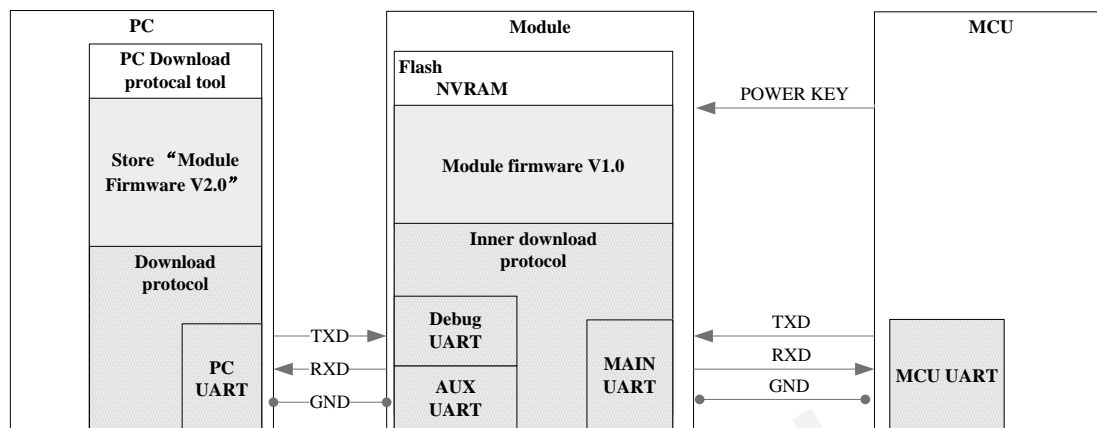 PC
PC Download
protocal tool
Store “Module
Firmware V2.0”
Download
protocol
PC
UART
TXD
RXD
GND
Module
Flash
NVRAM
Module firmware V1.0
Inner download
protocol
Debug
UART
AUX
UART
MAIN
UART
POWER KEY
TXD
RXD
GND
MCU
MCU UART